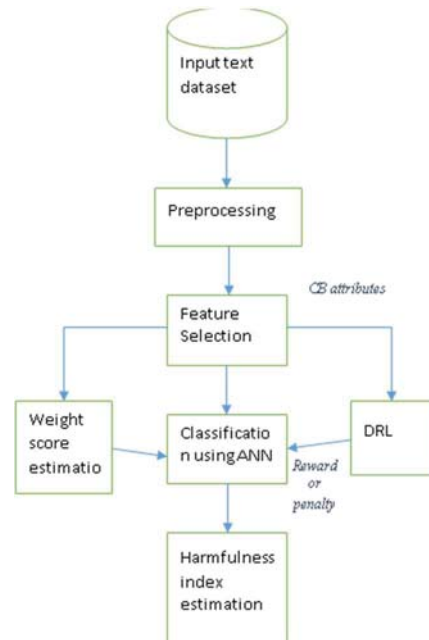 Input text
dataset
Preprocessing
CB attributes
Feature
Selection
Weight
score
estimatio
Classificatio
n using ANN
DRL
Reward
or
penalty
Harmfulness
index
estimation